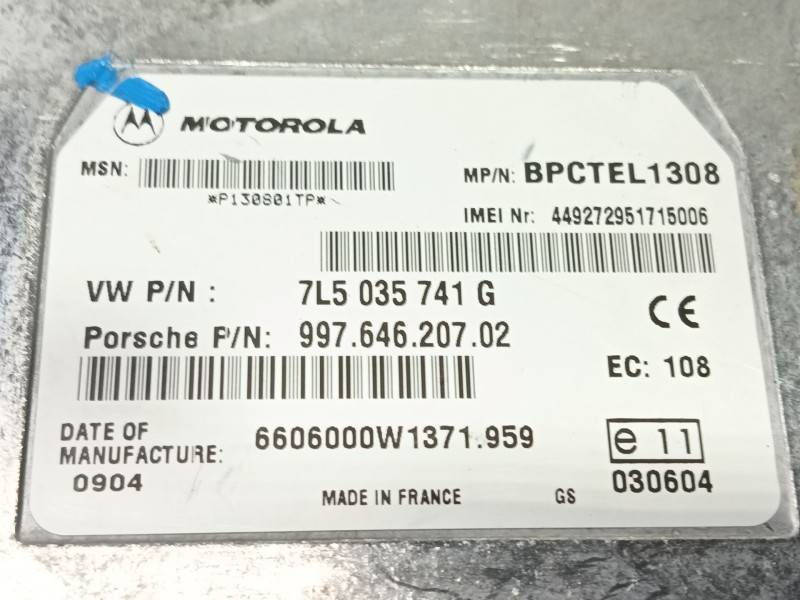 MOTOROLA
MSN:
*P130801TP*
MP/N: BPCTEL1308
IMEI Nr: 449272951715006
VW P/N : 7L5 035 741 G
Porsche P/N: 997.646.207.02
CE
EC: 108
DATE OF
MANUFACTURE:
0904
6606000W1371.959
e 11
030604
MADE IN FRANCE
GS